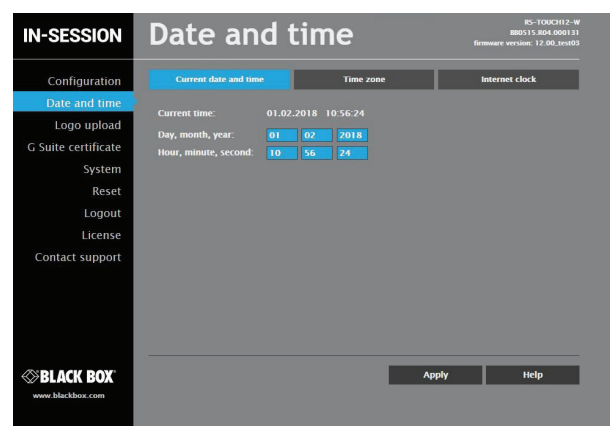 IN-SESSION
Date and time
RS-TOUCH12-W
BB0515.R04.000131
firmware version: 12.00_test03
Configuration
Date and time
Logo upload
G Suite certificate
System
Reset
Logout
License
Contact support
Current date and time
Time zone
Internet clock
Current time: 01.02.2018 10:56:24
Day, month, year: 01 02 2018
Hour, minute, second: 10 56 24
Apply
Help
BLACK BOX®
www.blackbox.com